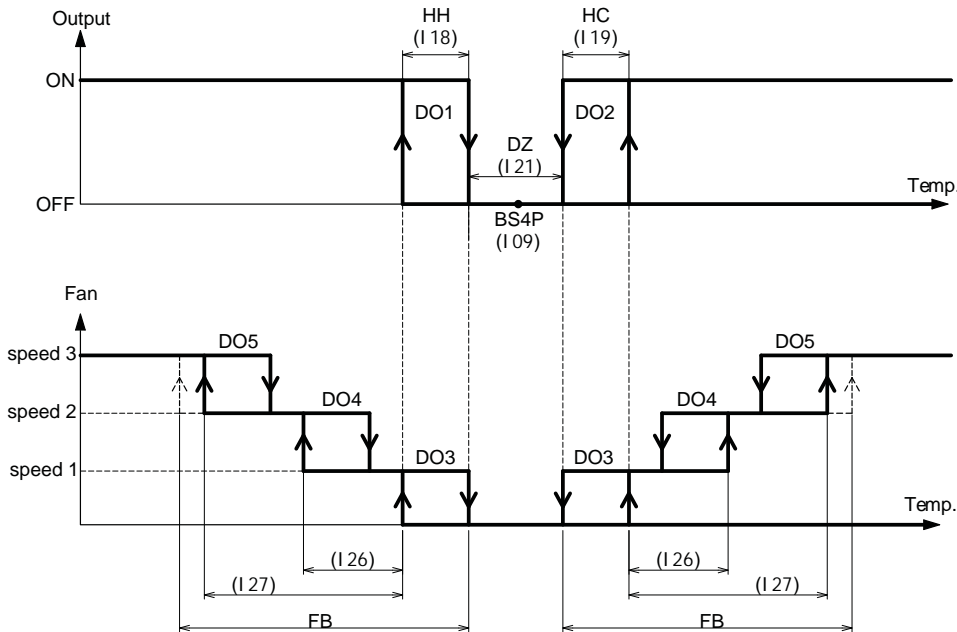 Output
HH
(I 18)
HC
(I 19)
ON
DO1
DO2
DZ
(I 21)
Temp.
OFF
BS4P
(I 09)
Fan
speed 3
DO5
DO5
speed 2
DO4
DO4
speed 1
DO3
DO3
Temp.
(I 26)
(I 26)
(I 27)
(I 27)
FB
FB